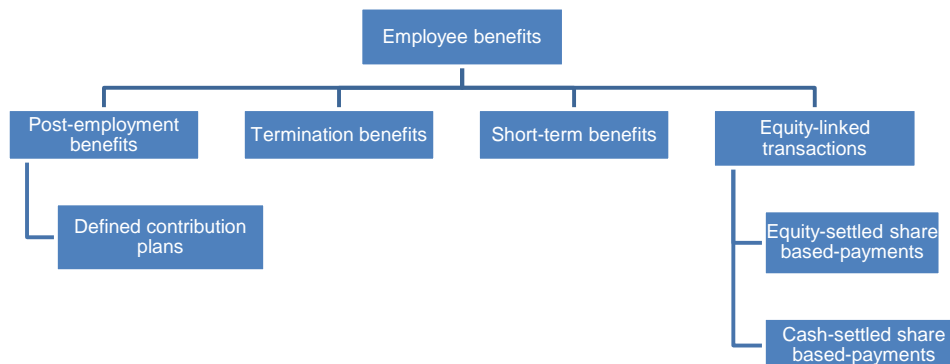 Employee benefits
Post-employment
benefits
Termination benefits
Short-term benefits
Equity-linked
transactions
Defined contribution
plans
Equity-settled share
based-payments
Cash-settled share
based-payments